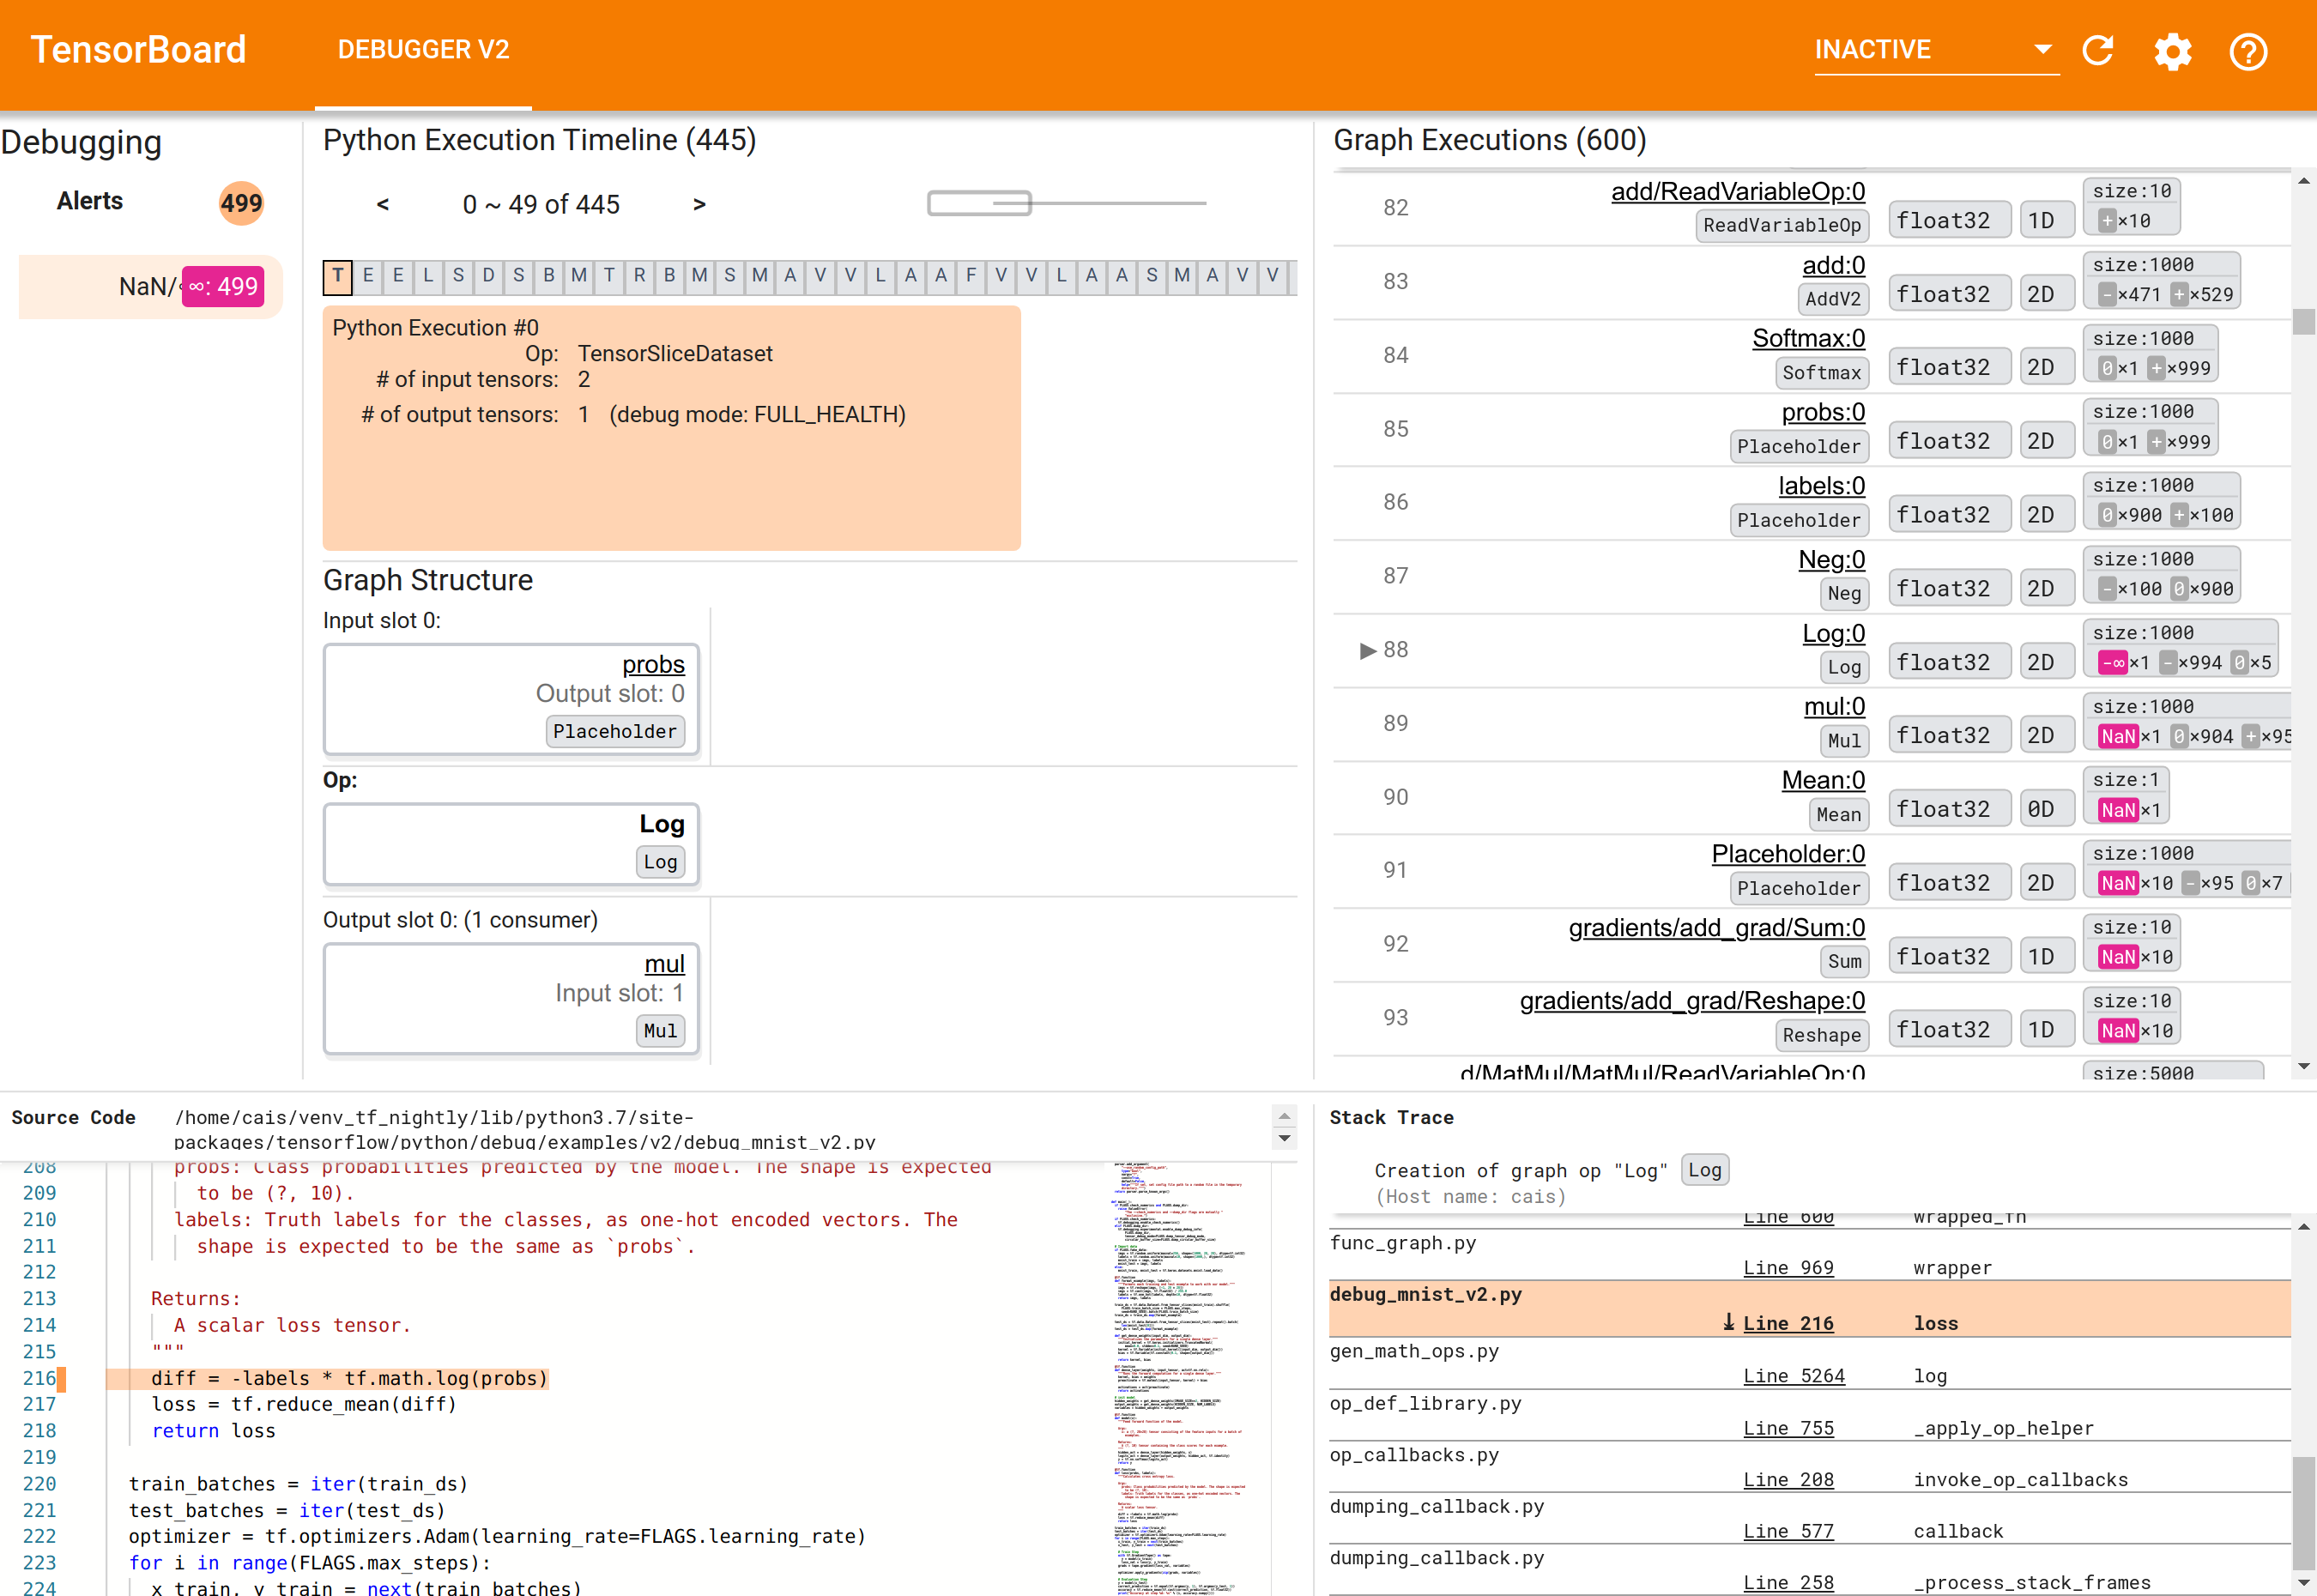 TensorBoard
DEBUGGER V2
INACTIVE
Debugging
Alerts
499
NaN/
∞: 499
Python Execution Timeline (445)
<
0 ~ 49 of 445
>
T E E L S D S B M T R B M S M A V V L A A F V V L A A S M A V V
Python Execution #0
Op: TensorSliceDataset
# of input tensors: 2
# of output tensors: 1 (debug mode: FULL_HEALTH)
Graph Structure
Input slot 0:
probs
Output slot: 0
Placeholder
Op:
Log
Log
Output slot 0: (1 consumer)
mul
Input slot: 1
Mul
Graph Executions (600)
82 add/ReadVariableOp:0 ReadVariableOp float32 1D size:10 +×10
83 add:0 AddV2 float32 2D size:1000 -×471 +×529
84 Softmax:0 Softmax float32 2D size:1000 0×1 +×999
85 probs:0 Placeholder float32 2D size:1000 0×1 +×999
86 labels:0 Placeholder float32 2D size:1000 0×900 +×100
87 Neg:0 Neg float32 2D size:1000 -×100 0×900
▶ 88 Log:0 Log float32 2D size:1000 -∞×1 -×994 0×5
89 mul:0 Mul float32 2D size:1000 NaN×1 0×904 +×95
90 Mean:0 Mean float32 0D size:1 NaN×1
91 Placeholder:0 Placeholder float32 2D size:1000 NaN×10 -×95 0×7
92 gradients/add_grad/Sum:0 Sum float32 1D size:10 NaN×10
93 gradients/add_grad/Reshape:0 Reshape float32 1D size:10 NaN×10
d/MatMul/MatMul/ReadVariableOp:0 size:5000
Source Code
/home/cais/venv_tf_nightly/lib/python3.7/site-
packages/tensorflow/python/debug/examples/v2/debug_mnist_v2.py
208 probs: Class probabilities predicted by the model. The shape is expected
209 to be (?, 10).
210 labels: Truth labels for the classes, as one-hot encoded vectors. The
211 shape is expected to be the same as `probs`.
212
213 Returns:
214 A scalar loss tensor.
215 """
216 diff = -labels * tf.math.log(probs)
217 loss = tf.reduce_mean(diff)
218 return loss
219
220 train_batches = iter(train_ds)
221 test_batches = iter(test_ds)
222 optimizer = tf.optimizers.Adam(learning_rate=FLAGS.learning_rate)
223 for i in range(FLAGS.max_steps):
224 x_train, y_train = next(train_batches)
Stack Trace
Creation of graph op "Log" Log
(Host name: cais)
Line 600 wrapped_fn
func_graph.py
Line 969 wrapper
debug_mnist_v2.py
⤓ Line 216 loss
gen_math_ops.py
Line 5264 log
op_def_library.py
Line 755 _apply_op_helper
op_callbacks.py
Line 208 invoke_op_callbacks
dumping_callback.py
Line 577 callback
dumping_callback.py
Line 258 _process_stack_frames